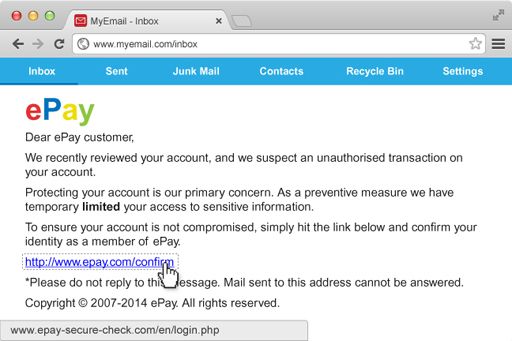 MyEmail - Inbox
www.myemail.com/inbox
Inbox Sent Junk Mail Contacts Recycle Bin Settings
ePay
Dear ePay customer,
We recently reviewed your account, and we suspect an unauthorised transaction on
your account.
Protecting your account is our primary concern. As a preventive measure we have
temporary limited your access to sensitive information.
To ensure your account is not compromised, simply hit the link below and confirm your
identity as a member of ePay.
http://www.epay.com/confirm
*Please do not reply to this message. Mail sent to this address cannot be answered.
Copyright © 2007-2014 ePay. All rights reserved.
www.epay-secure-check.com/en/login.php